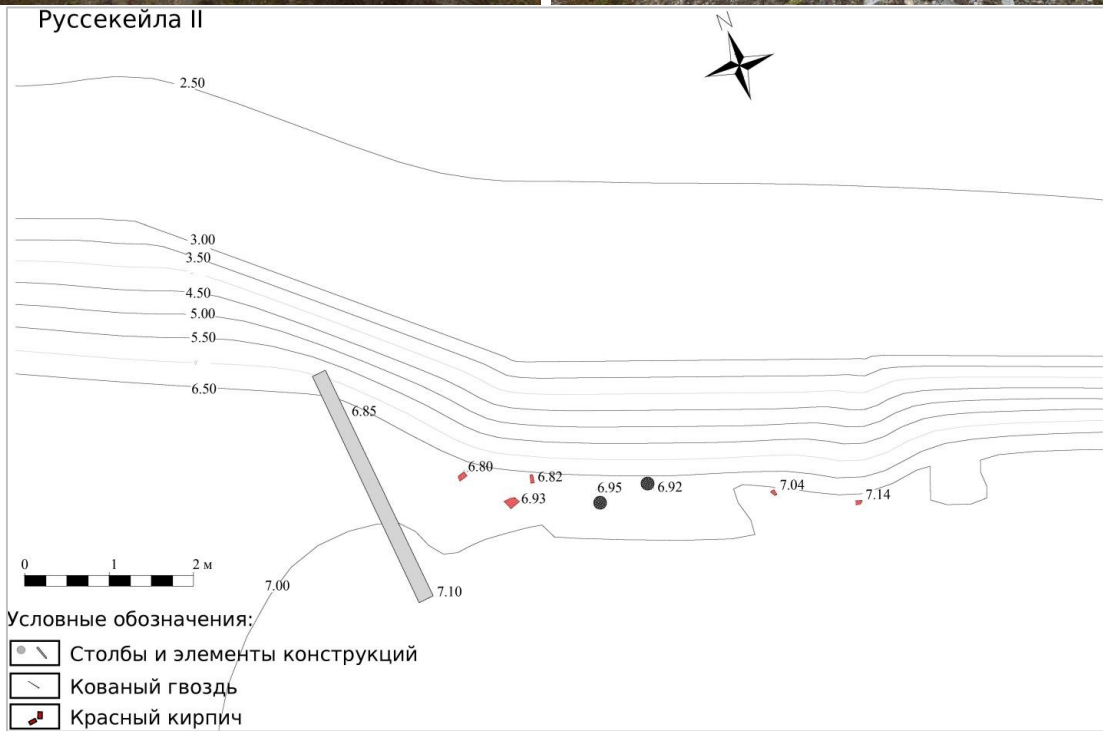 Руссекейла II
N
2.50
3.00
3.50
4.50
5.00
5.50
6.50
6.85
6.80
6.82
6.93
6.95
6.92
7.04
7.14
7.00
7.10
0 1 2 м
Условные обозначения:
Столбы и элементы конструкций
Кованый гвоздь
Красный кирпич